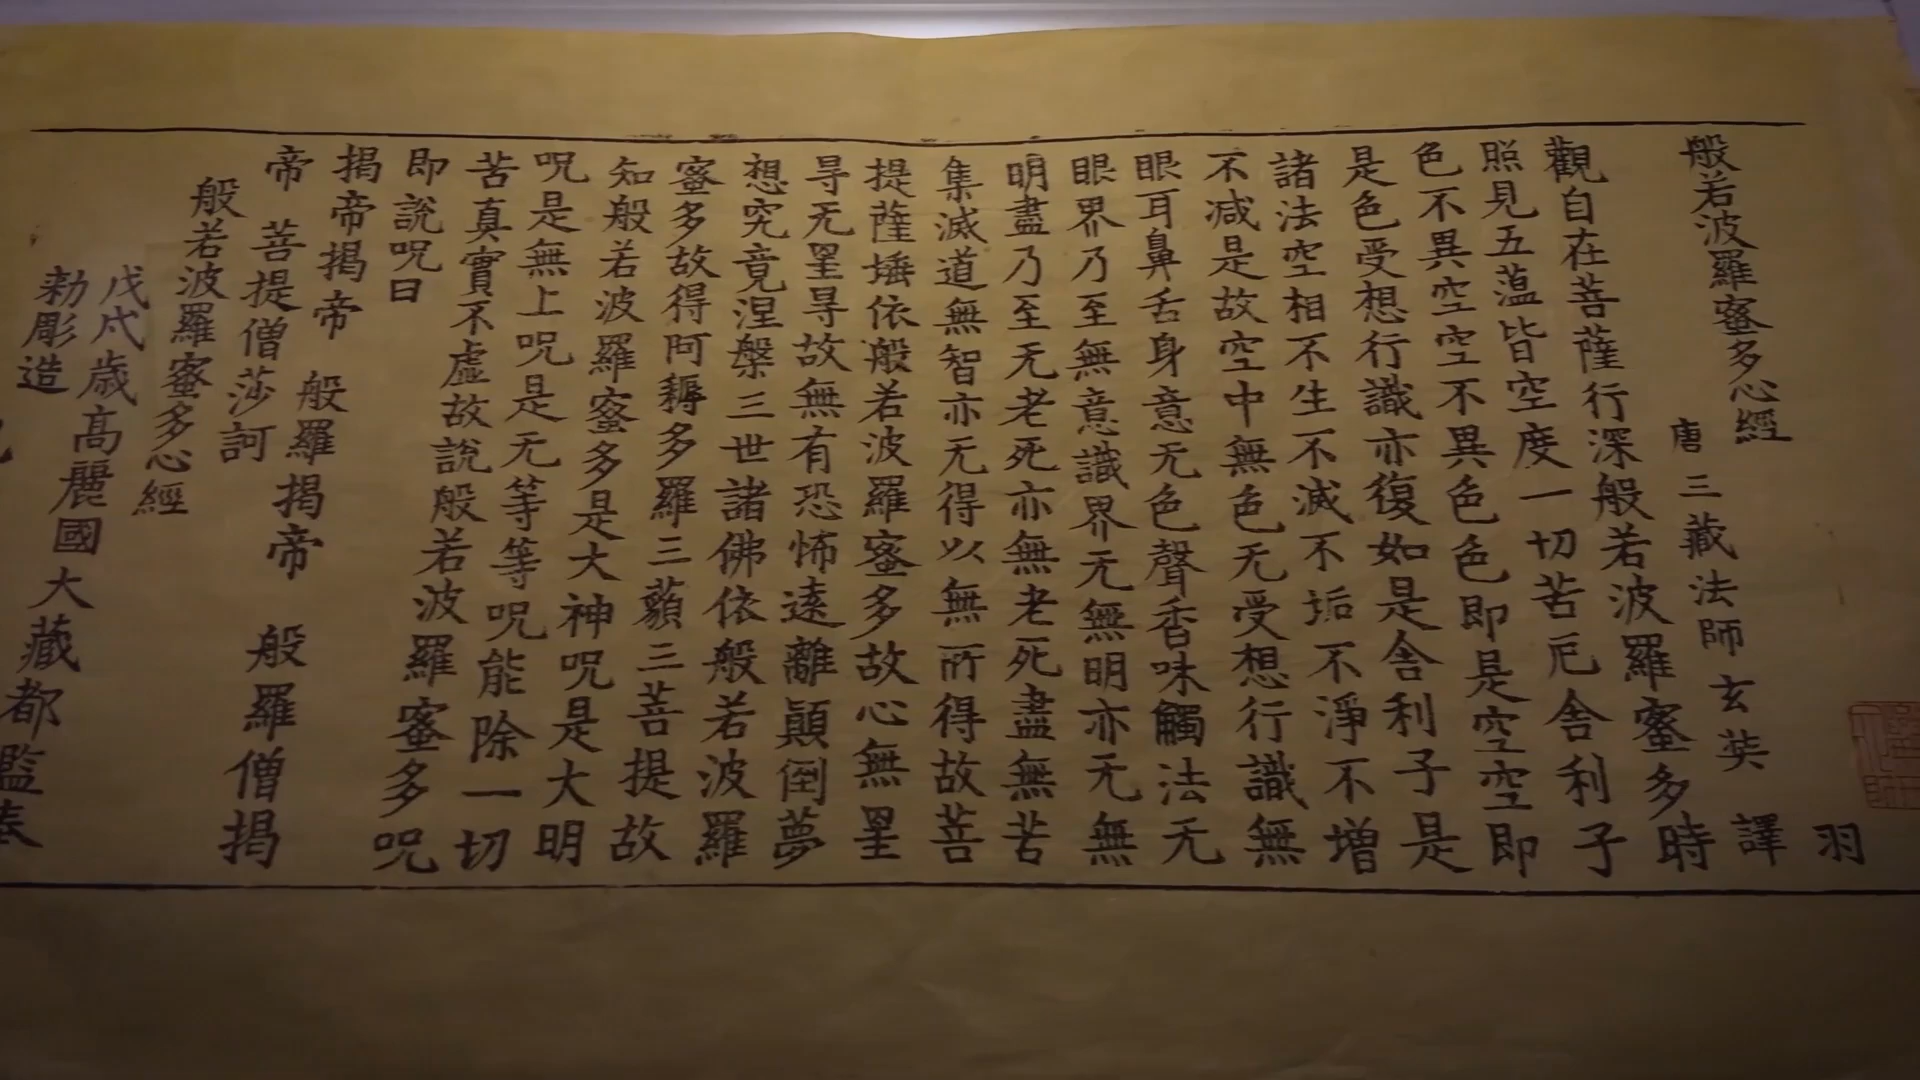 般若波羅蜜多心經 羽
唐三藏法師玄奘 譯
觀自在菩薩行深般若波羅蜜多時
照見五薀皆空度一切苦厄舎利子
色不異空空不異色色即是空空即
是色受想行識亦復如是舎利子是
諸法空相不生不滅不垢不淨不增
不減是故空中無色无受想行識無
眼耳鼻舌身意无色聲香味觸法无
眼界乃至無意識界无無明亦无無
明盡乃至无老死亦無老死盡無苦
集滅道無智亦无得以無所得故菩
提薩埵依般若波羅蜜多故心無罣
㝵无罣㝵故無有恐怖遠離顛倒夢
想究竟涅槃三世諸佛依般若波羅
蜜多故得阿耨多羅三藐三菩提故
知般若波羅蜜多是大神呪是大明
呪是無上呪是无等等呪能除一切
苦真實不虛故說般若波羅蜜多呪
即說呪曰
揭帝揭帝 般羅揭帝 般羅僧揭
帝 菩提僧莎訶
般若波羅蜜多心經
戊戌歲高麗國大藏都監奉
勑彫造